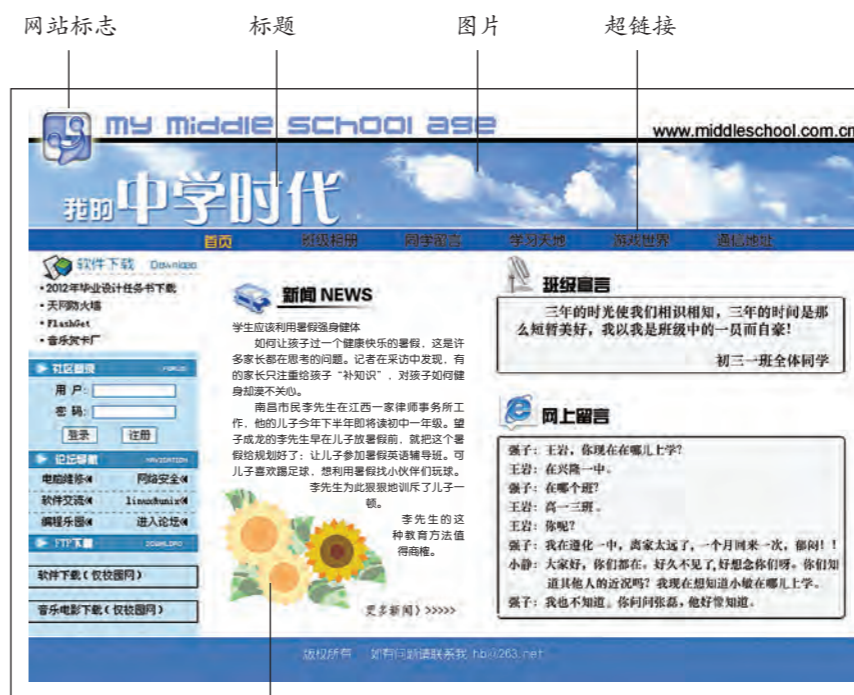 网站标志 标题 图片 超链接
my middle school age
www.middleschool.com.cn
我的中学时代
首页 班级相册 同学留言 学习天地 游戏世界 通信地址
软件下载 Download
·2012年毕业设计任务书下载
·天网防火墙
·FlashGet
·音乐贺卡厂
社区登录 FORUM
用 户:
密 码:
登录 注册
论坛导航 NAVIGATION
电脑维修 网络安全
软件交流 linux&unix
编程乐园 进入论坛
FTP下载 DOWNLOAD
软件下载(仅校园网)
音乐电影下载(仅校园网)
新闻 NEWS
学生应该利用暑假强身健体
如何让孩子过一个健康快乐的暑假,这是许
多家长都在思考的问题。记者在采访中发现,有
的家长只注重给孩子“补知识”,对孩子如何健
身却漠不关心。
南昌市民李先生在江西一家律师事务所工
作,他的儿子今年下半年即将读初中一年级。望
子成龙的李先生早在儿子放暑假前,就把这个暑
假给规划好了:让儿子参加暑假英语辅导班。可
儿子喜欢踢足球,想利用暑假找小伙伴们玩球。
李先生为此狠狠地训斥了儿子一
顿。
李先生的这
种教育方法值
得商榷。
更多新闻》>>>>>
班级宣言
三年的时光使我们相识相知,三年的时间是那
么短暂美好,我以我是班级中的一员而自豪!
初三一班全体同学
网上留言
强子:王岩,你现在在哪儿上学?
王岩:在兴隆一中。
强子:在哪个班?
王岩:高一三班。
王岩:你呢?
强子:我在遵化一中,离家太远了,一个月回来一次,郁闷!!
小静:大家好,你们都在。好久不见了,好想念你们呀。你们知
道其他人的近况吗?我现在想知道小敏在哪儿上学。
强子:我也不知道。你问问张磊,他好像知道。
版权所有 如有问题请联系我 hb@263.net